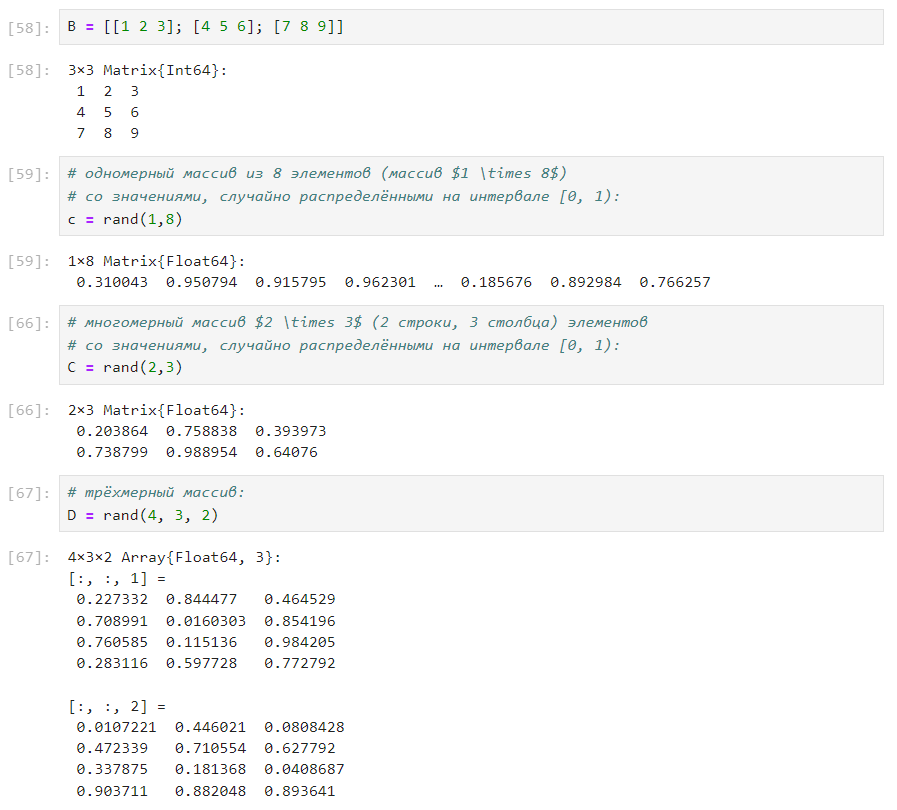 [58]: B = [[1 2 3]; [4 5 6]; [7 8 9]]
[58]: 3×3 Matrix{Int64}:
1 2 3
4 5 6
7 8 9
[59]: # одномерный массив из 8 элементов (массив $1 \times 8$)
# со значениями, случайно распределёнными на интервале [0, 1):
c = rand(1,8)
[59]: 1×8 Matrix{Float64}:
0.310043 0.950794 0.915795 0.962301 … 0.185676 0.892984 0.766257
[66]: # многомерный массив $2 \times 3$ (2 строки, 3 столбца) элементов
# со значениями, случайно распределёнными на интервале [0, 1):
C = rand(2,3)
[66]: 2×3 Matrix{Float64}:
0.203864 0.758838 0.393973
0.738799 0.988954 0.64076
[67]: # трёхмерный массив:
D = rand(4, 3, 2)
[67]: 4×3×2 Array{Float64, 3}:
[:, :, 1] =
0.227332 0.844477 0.464529
0.708991 0.0160303 0.854196
0.760585 0.115136 0.984205
0.283116 0.597728 0.772792
[:, :, 2] =
0.0107221 0.446021 0.0808428
0.472339 0.710554 0.627792
0.337875 0.181368 0.0408687
0.903711 0.882048 0.893641